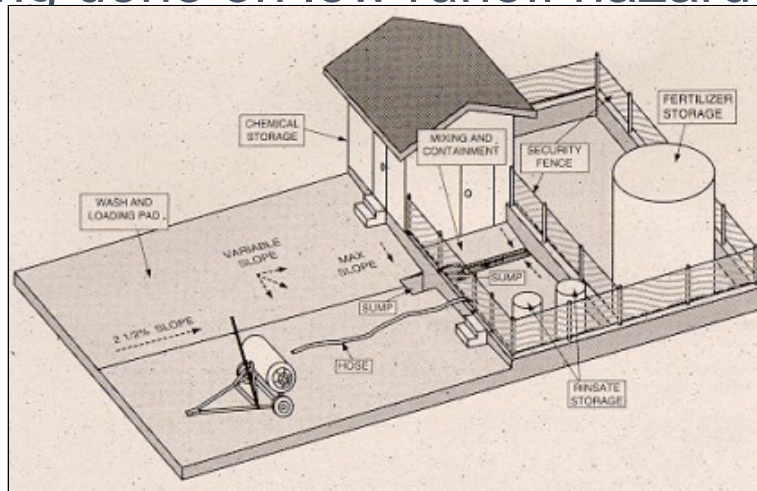 CHEMICAL
STORAGE
MIXING AND
CONTAINMENT
SECURITY
FENCE
FERTILIZER
STORAGE
WASH AND
LOADING PAD
VARIABLE
SLOPE
MAX
SLOPE
SUMP
SUMP
2 1/2% SLOPE
HOSE
RINSATE
STORAGE